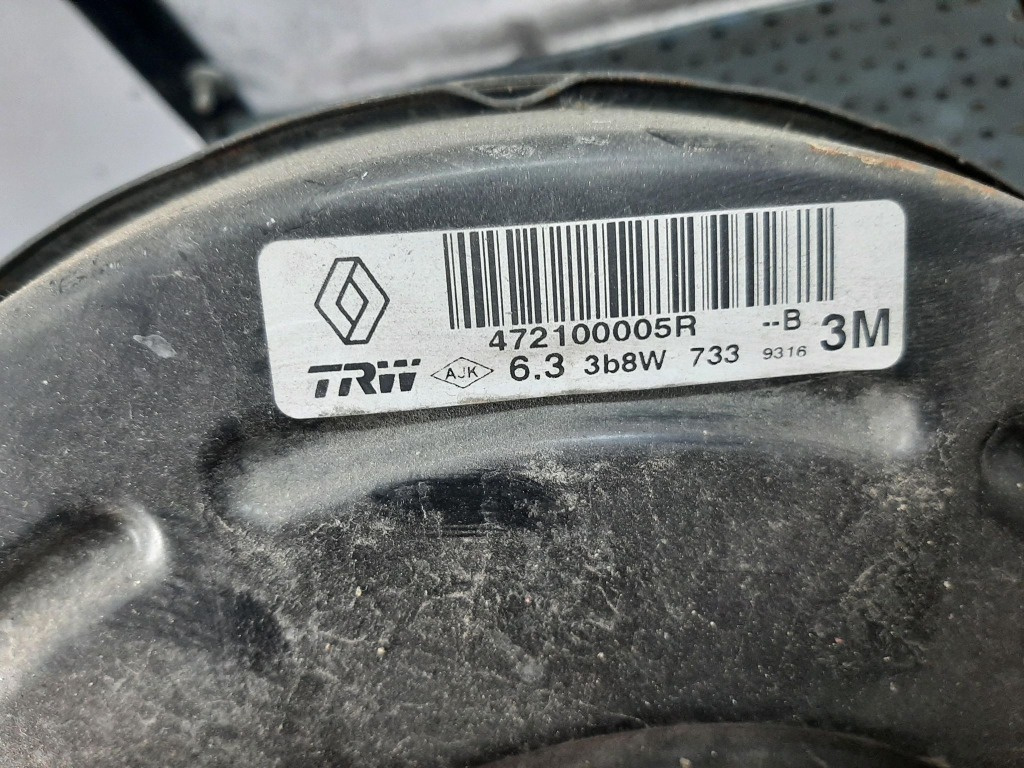 472100005R --B 3M
TRW AJK 6.3 3b8W 733 9316